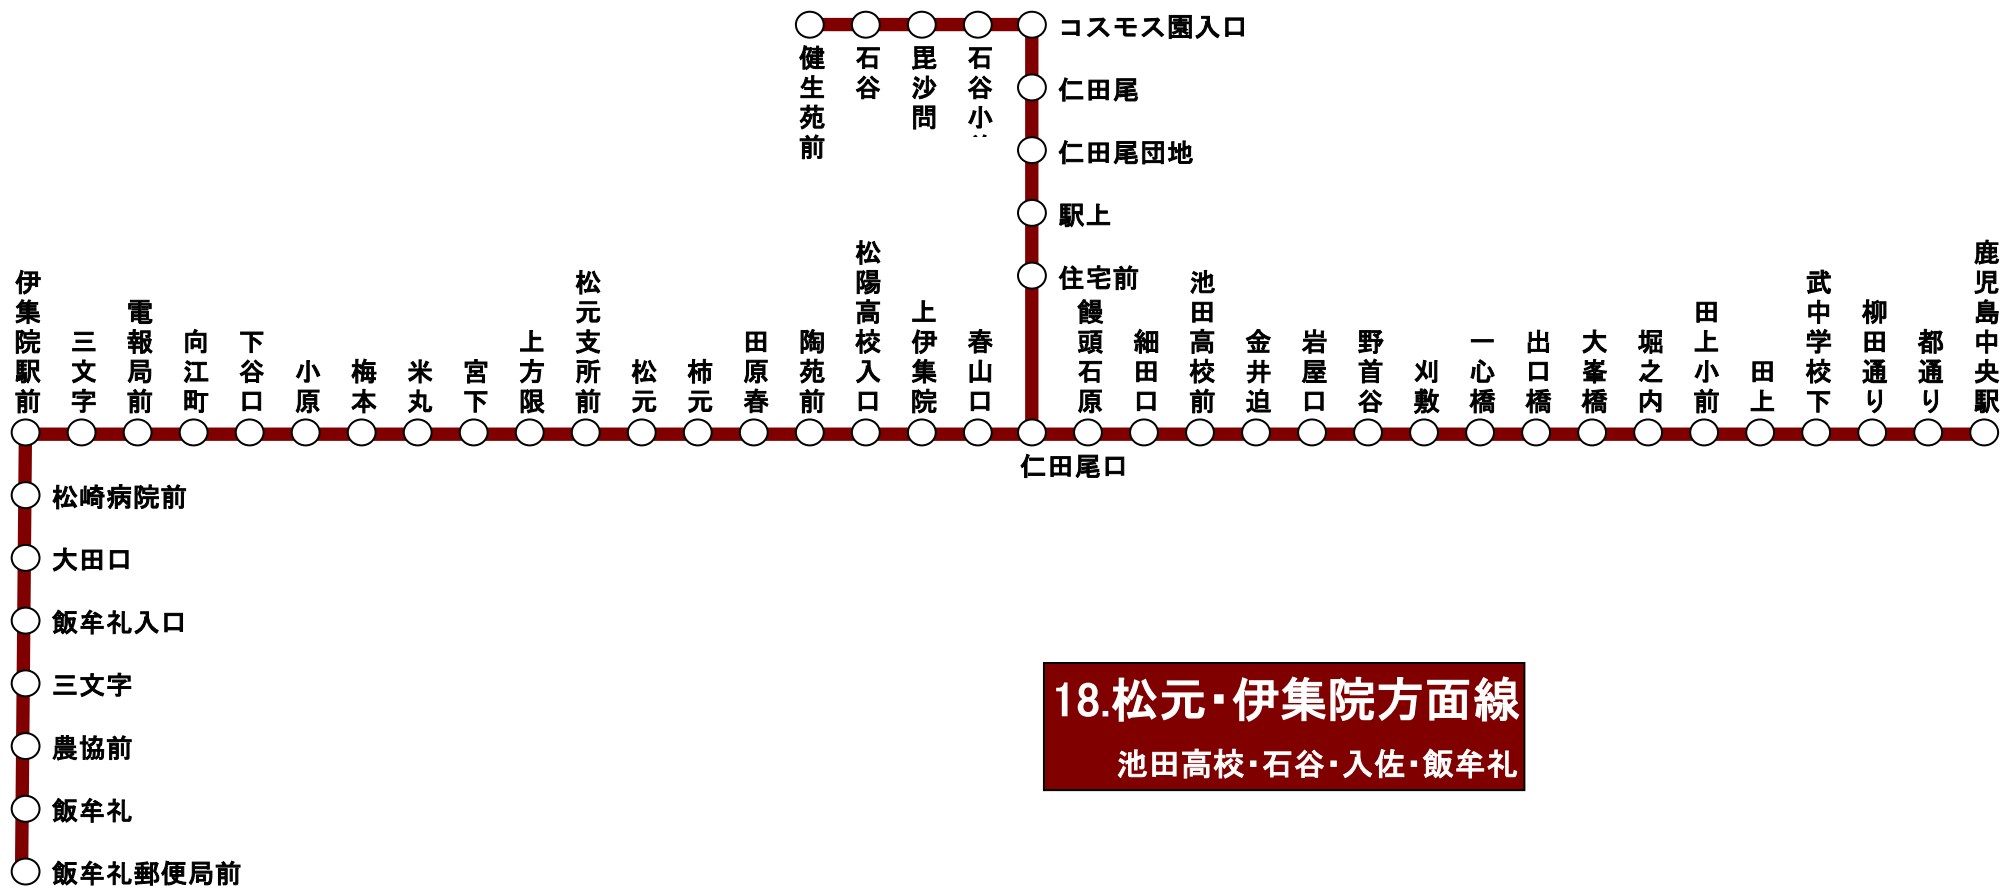 健生苑前
石谷
毘沙問
石谷小
コスモス園入口
仁田尾
仁田尾団地
駅上
住宅前
伊集院駅前
三文字
電報局前
向江町
下谷口
小原
梅本
米丸
宮下
上方限
松元支所前
松元
柿元
田原春
陶苑前
松陽高校入口
上伊集院
春山口
仁田尾口
饅頭石原
細田口
池田高校前
金井迫
岩屋口
野首谷
刈敷
一心橋
出口橋
大峯橋
堀之内
田上小前
田上
武中学校下
柳田通り
都通り
鹿児島中央駅
松崎病院前
大田口
飯牟礼入口
三文字
農協前
飯牟礼
飯牟礼郵便局前
18.松元・伊集院方面線
池田高校・石谷・入佐・飯牟礼